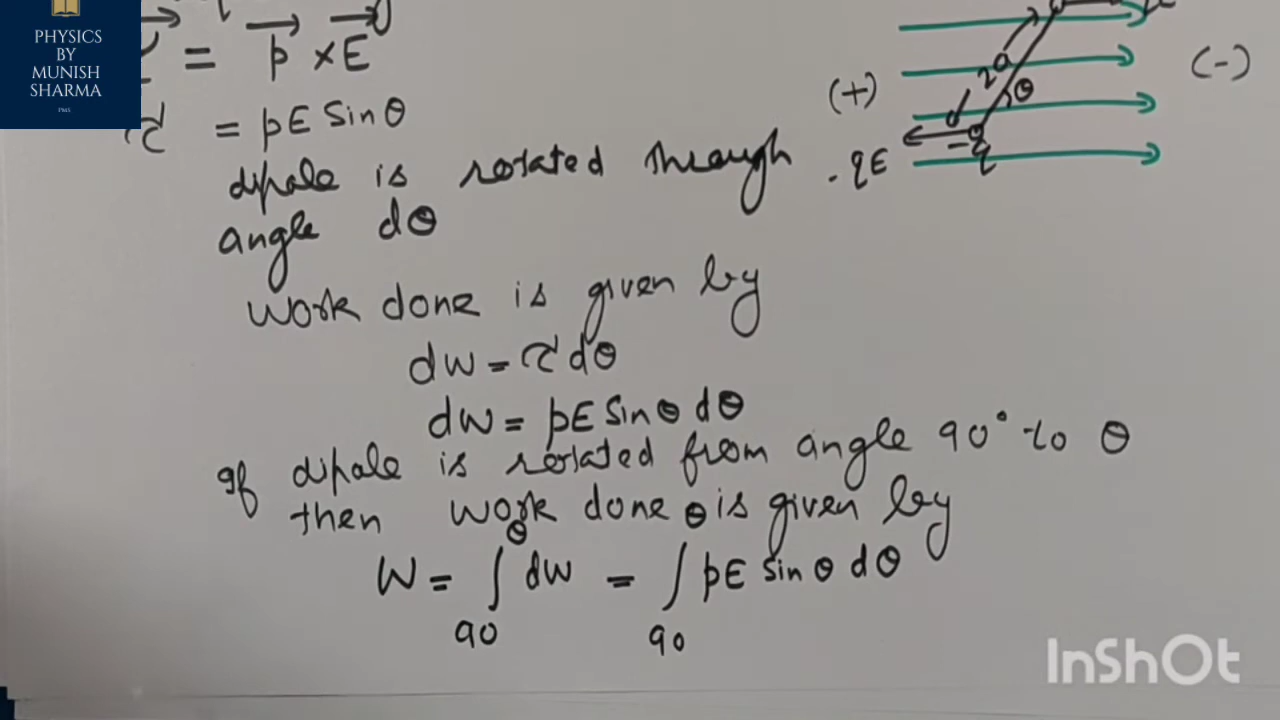 PHYSICS
BY
MUNISH
SHARMA
PMS
= p × E
τ = pE Sin θ
dipole is rotated through
angle dθ
Work done is given by
dW = τ dθ
dW = pE Sin θ dθ
If dipole is rotated from angle 90° to θ
then work done is given by
W = ∫ dW = ∫ pE sin θ dθ
θ θ
90 90
(+)
(-)
2a
θ
-q
- qE
InShOt